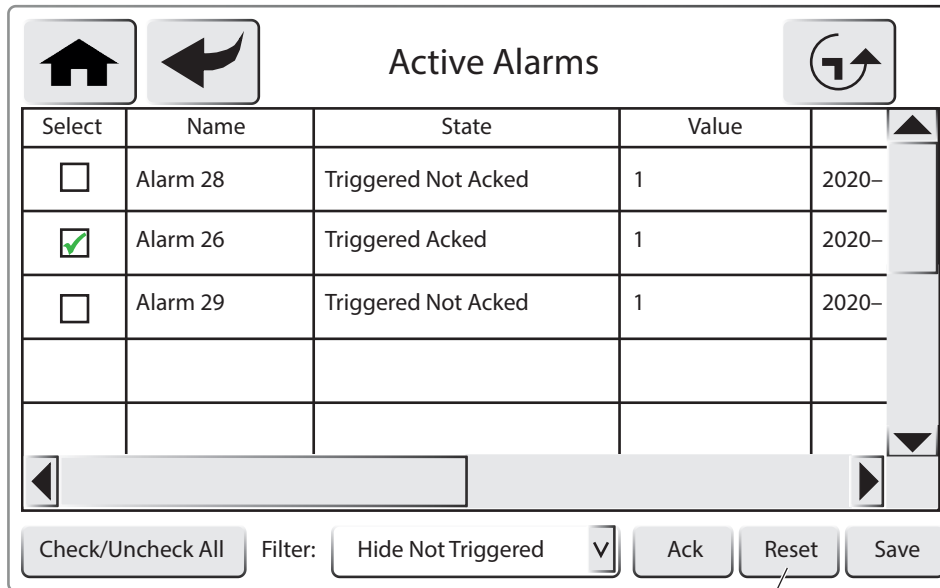 Active Alarms
Select Name State Value
Alarm 28 Triggered Not Acked 1 2020–
Alarm 26 Triggered Acked 1 2020–
Alarm 29 Triggered Not Acked 1 2020–
Check/Uncheck All Filter: Hide Not Triggered Ack Reset Save